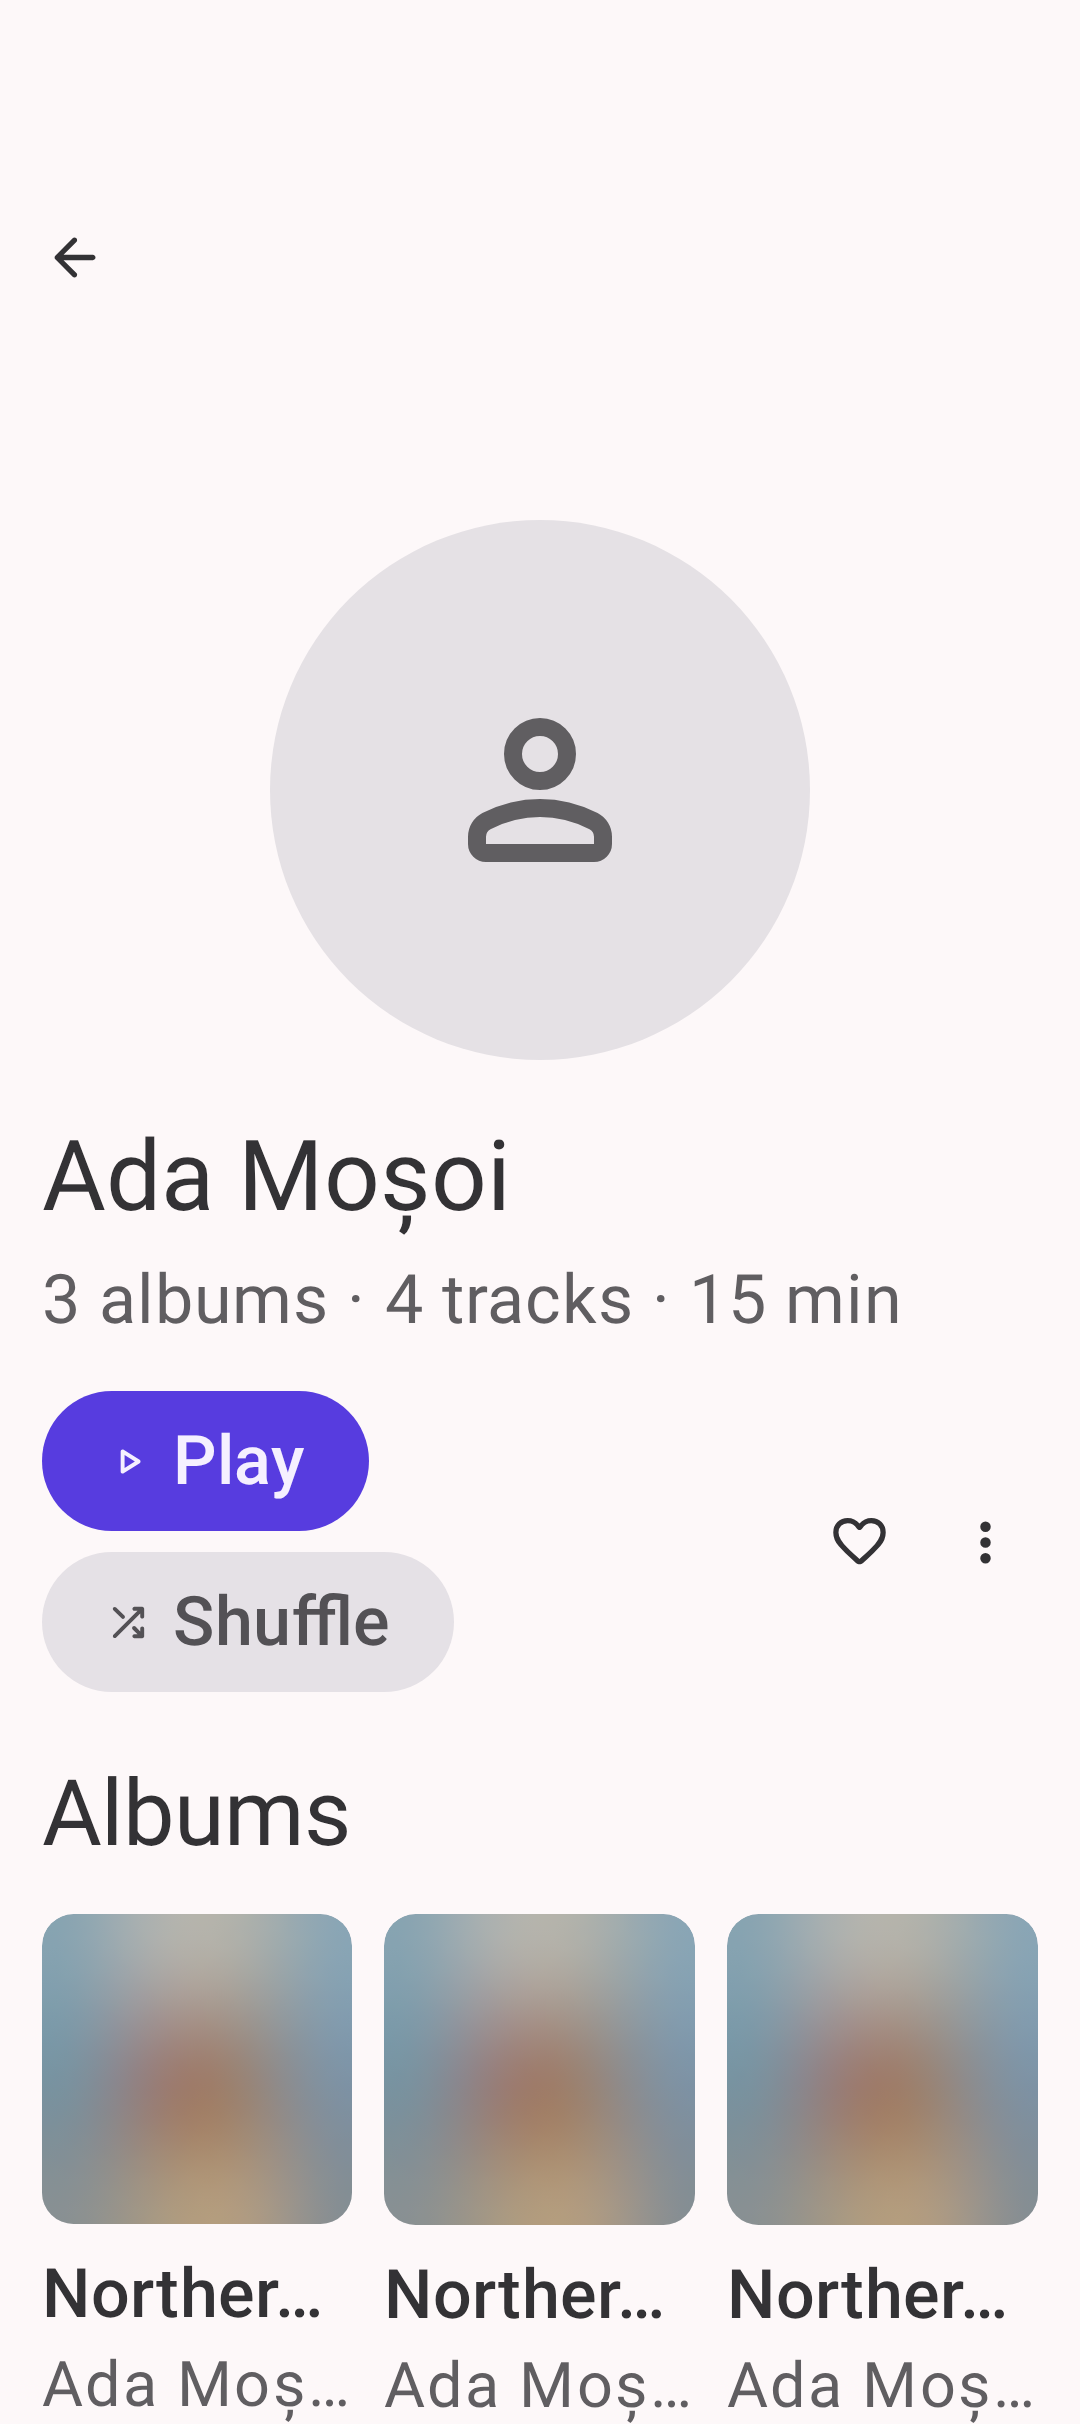 Ada Moșoi
3 albums · 4 tracks · 15 min
Play
Shuffle
Albums
Norther…
Norther…
Norther…
Ada Moș…
Ada Moș…
Ada Moș…